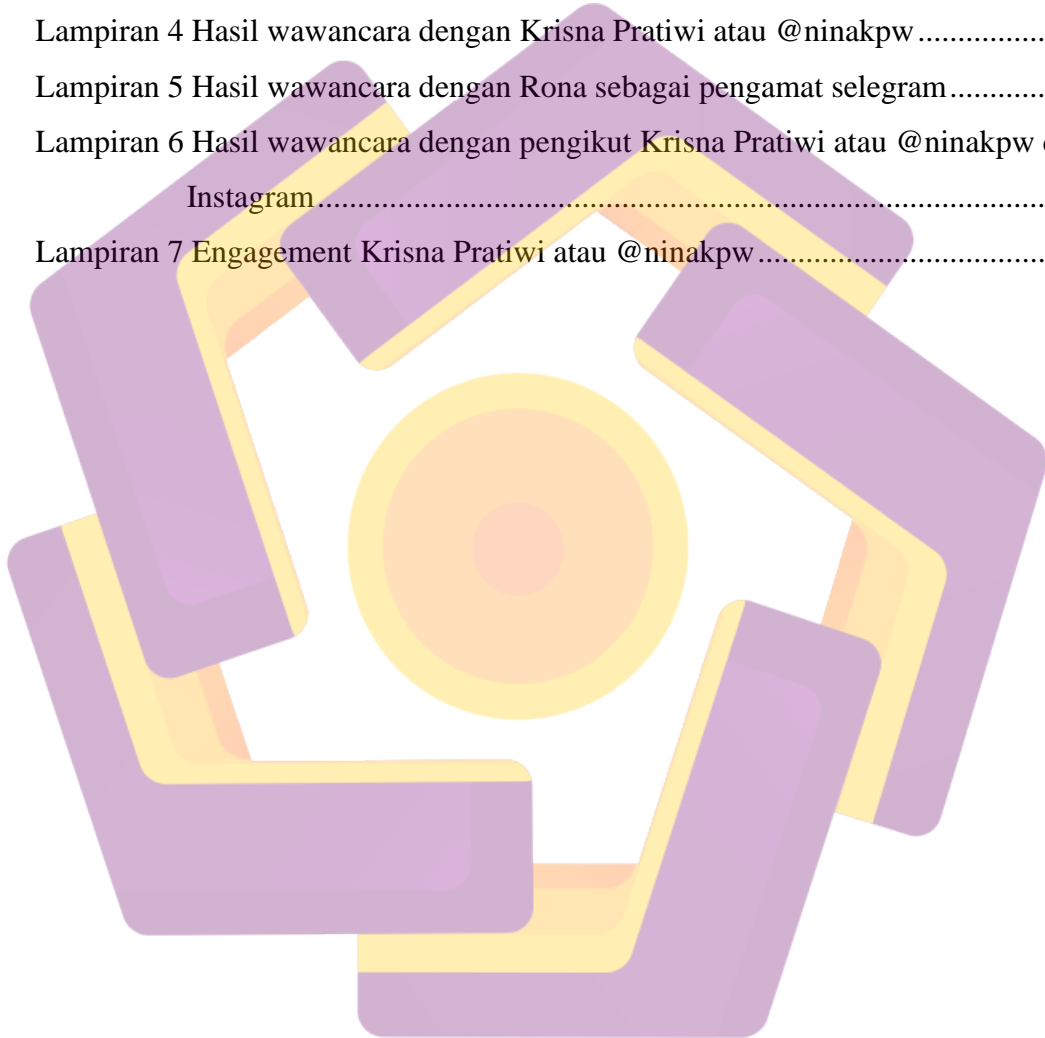 Lampiran 4 Hasil wawancara dengan Krisna Pratiwi atau @ninakpw................
Lampiran 5 Hasil wawancara dengan Rona sebagai pengamat selegram............
Lampiran 6 Hasil wawancara dengan pengikut Krisna Pratiwi atau @ninakpw
Instagram...........................................................................................
Lampiran 7 Engagement Krisna Pratiwi atau @ninakpw....................................